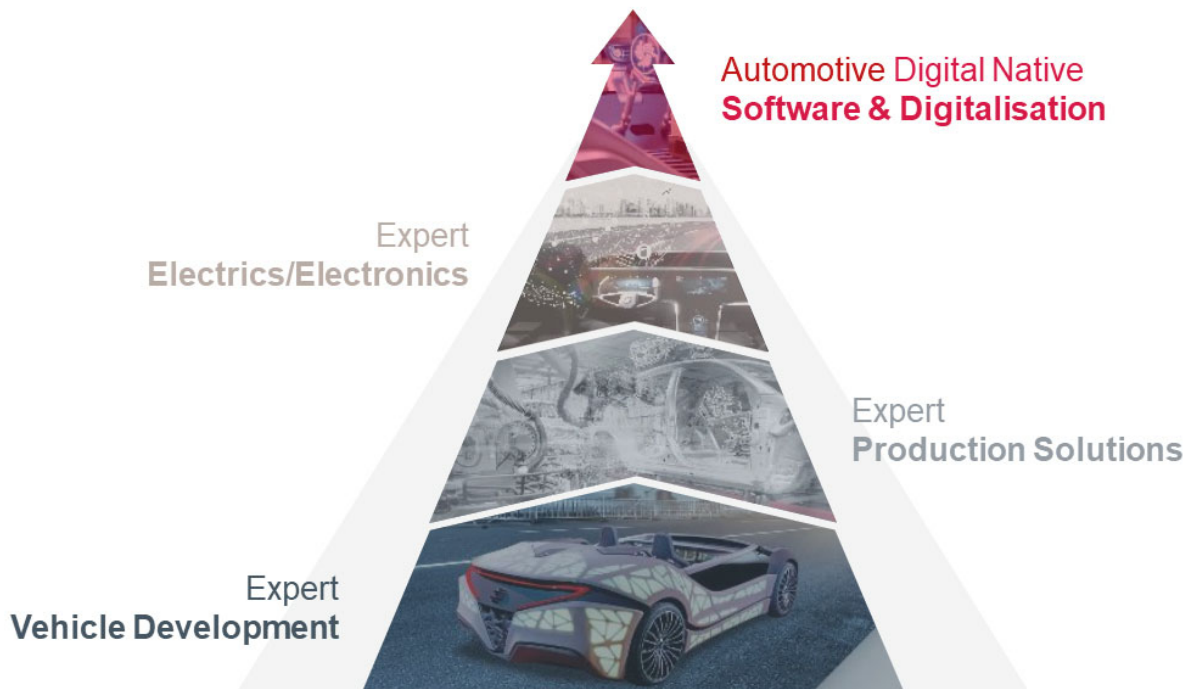 Automotive Digital Native
Software & Digitalisation
Expert
Electrics/Electronics
Expert
Production Solutions
Expert
Vehicle Development